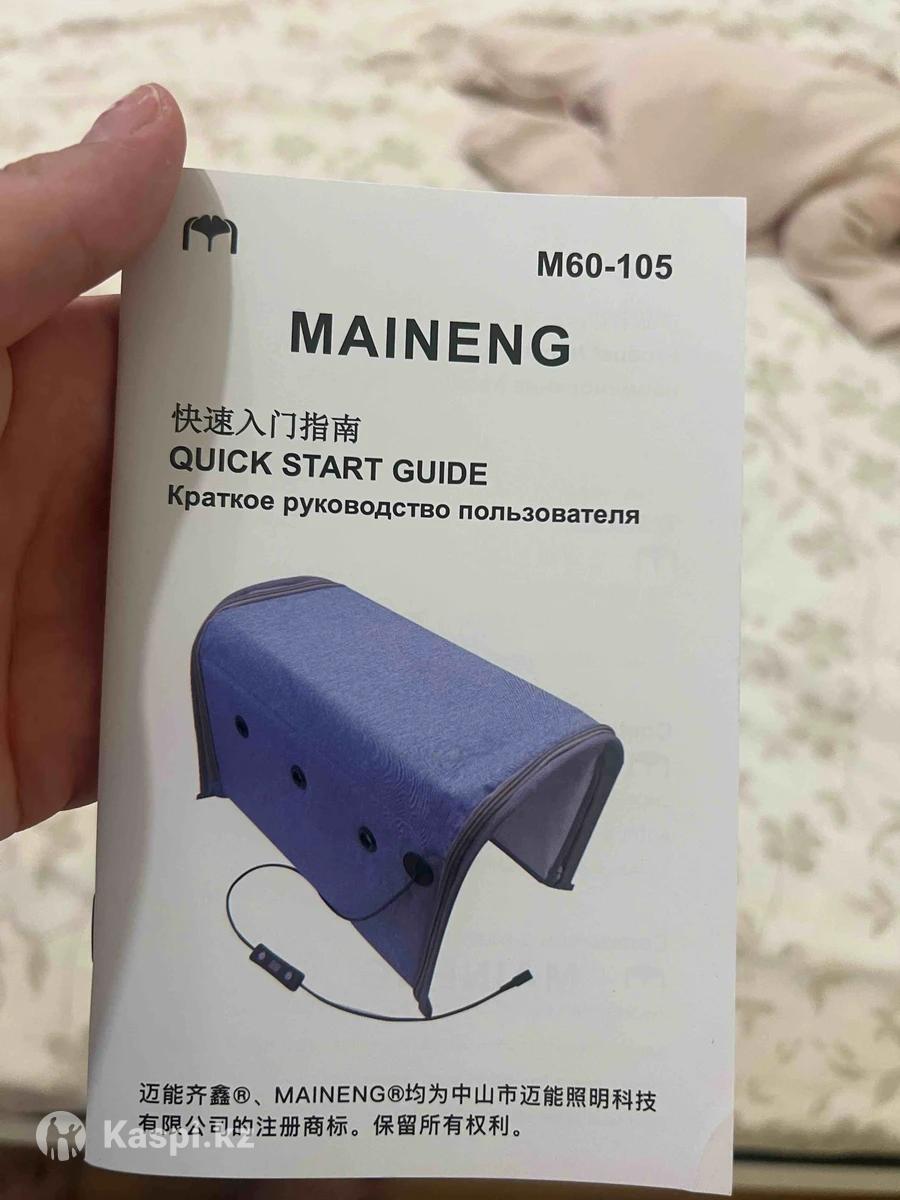 M60-105
MAINENG
快速入门指南
QUICK START GUIDE
Краткое руководство пользователя
迈能齐鑫®、MAINENG®均为中山市迈能照明科技
有限公司的注册商标。保留所有权利。
Kaspi.kz